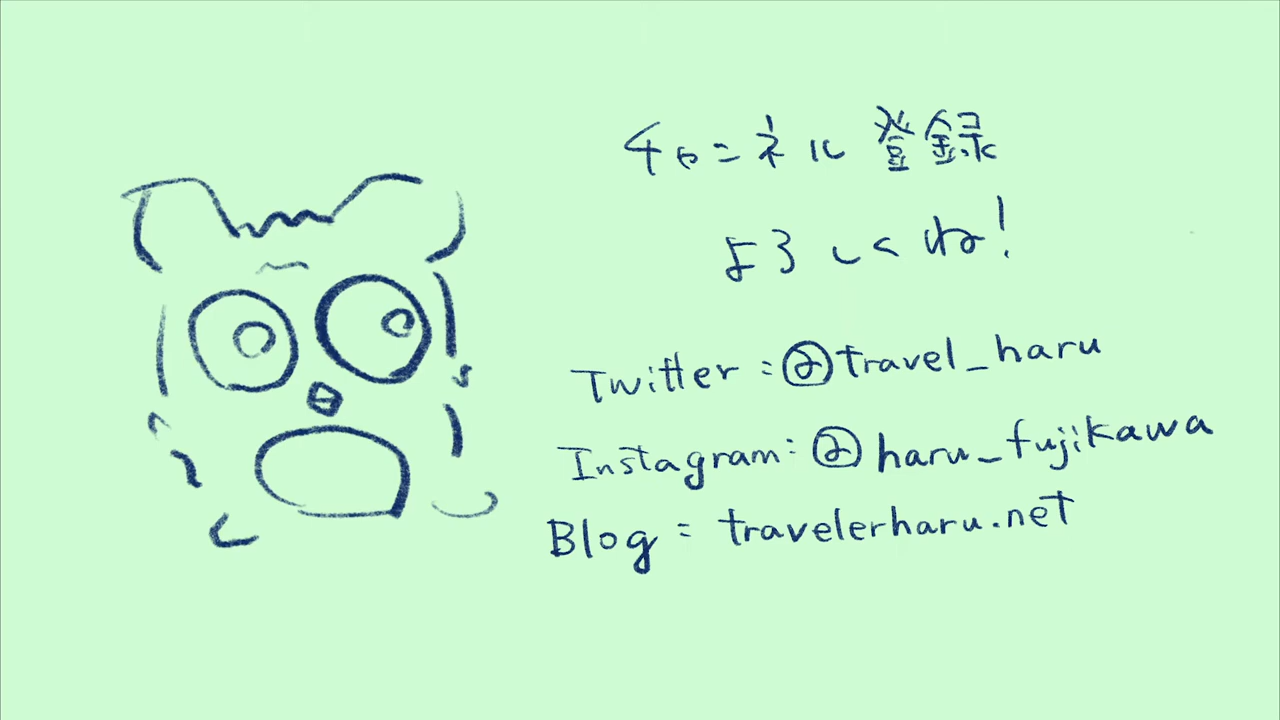 チャンネル登録
よろしくね!
Twitter:@travel_haru
Instagram:@haru_fujikawa
Blog:travelerharu.net